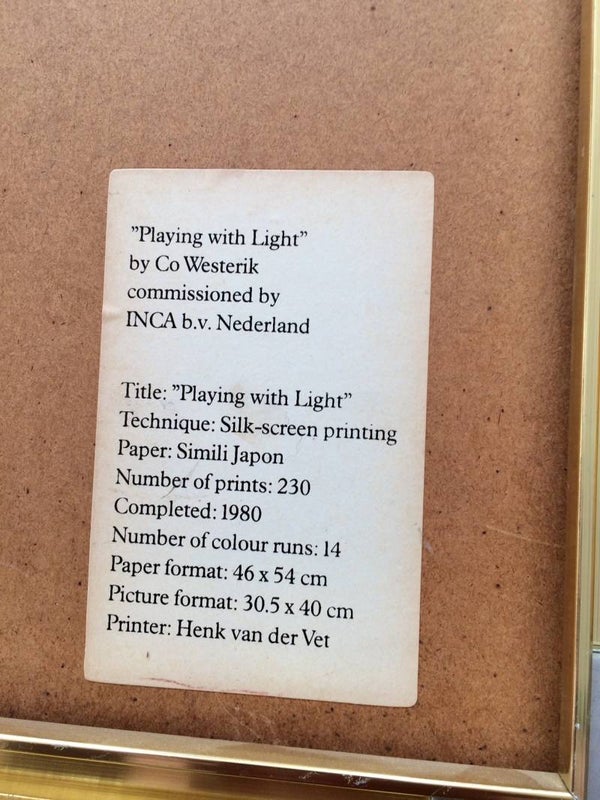 ”Playing with Light”
by Co Westerik
commissioned by
INCA b.v. Nederland
Title: ”Playing with Light”
Technique: Silk-screen printing
Paper: Simili Japon
Number of prints: 230
Completed: 1980
Number of colour runs: 14
Paper format: 46 x 54 cm
Picture format: 30.5 x 40 cm
Printer: Henk van der Vet